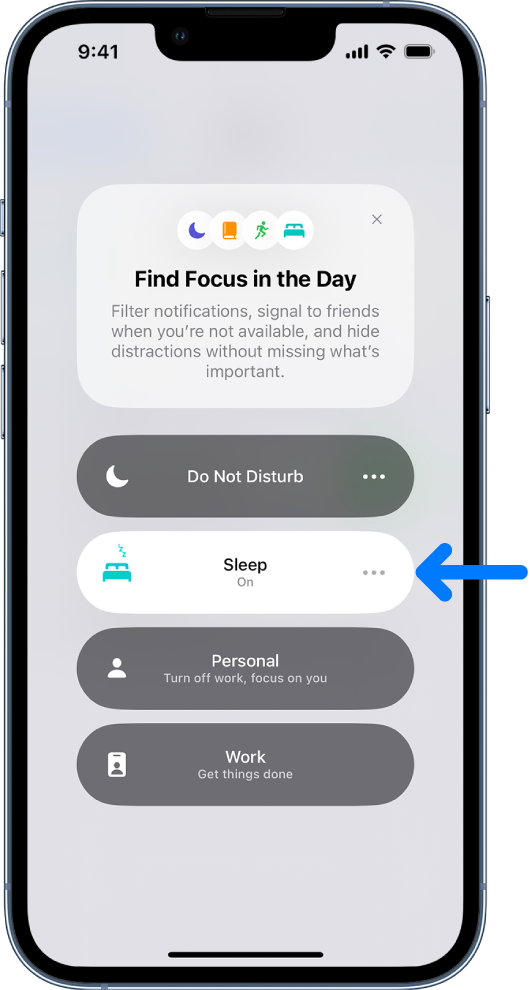 9:41
Find Focus in the Day
Filter notifications, signal to friends
when you’re not available, and hide
distractions without missing what’s
important.
Do Not Disturb
zzz
Sleep
On
Personal
Turn off work, focus on you
Work
Get things done